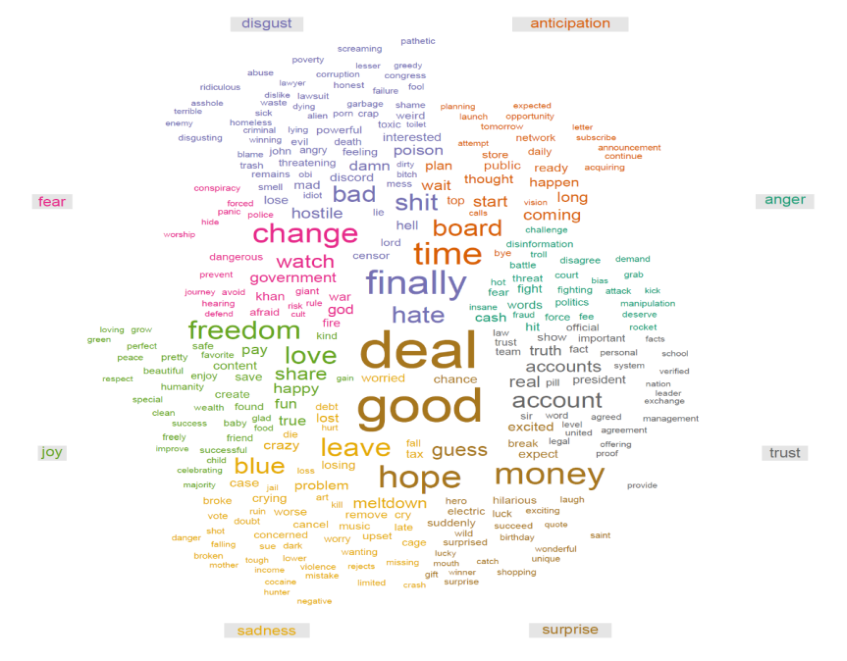 disgust anticipation
pathetic
screaming
poverty lesser greedy
abuse corruption congress
ridiculous lawyer honest failure fool
dislike lawsuit
asshole waste dying garbage shame planning expected
terrible sick alien porn crap weird launch opportunity
enemy homeless toxic toilet tomorrow letter
criminal lying powerful interested network subscribe
disgusting winning evil death attempt announcement
blame john angry feeling poison store daily continue
trash threatening damn dirty plan public ready acquiring
remains obi discord bitch thought happen
conspiracy smell mad bad mess wait
fear forced lose idiot shit top start vision long anger
panic police hostile lie calls coming
hide hell board challenge
worship change lord disinformation
dangerous watch censor time bye troll
battle disagree demand
prevent government finally hot threat court bias grab
journey avoid giant fear fight fighting attack kick
hearing khan risk rule war insane words politics manipulation
defend afraid cult god hate cash fraud force fee deserve
loving grow freedom fire hit official rocket
green kind law show important facts
perfect safe pay deal trust
peace pretty favorite love team truth fact personal school
content accounts system
beautiful enjoy share gain worried chance verified
respect humanity save happy real pill president nation
create leader
special wealth found fun debt good account exchange
clean sir word agreed
success baby glad true lost excited level management
food hurt united agreement
freely friend die leave fall break legal offering
improve successful crazy tax guess expect proof
joy child blue losing trust
celebrating loss hope money
majority case jail problem provide
broke crying art meltdown hero hilarious laugh
ruin worse kill electric luck exciting
vote doubt remove cry
shot cancel music late suddenly succeed quote
danger concerned worry upset wild birthday saint
falling sue dark cage surprised
broken wanting lucky wonderful
mother tough lower missing mouth catch unique
income violence rejects gift winner shopping
cocaine mistake limited crash surprise
hunter
negative
sadness surprise